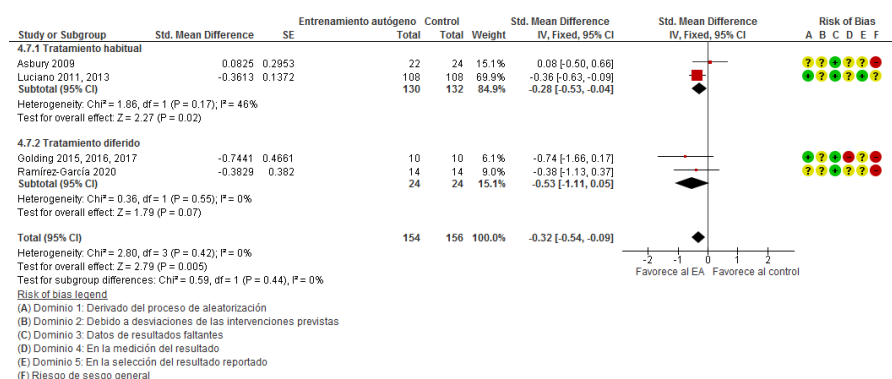 Entrenamiento autógeno Control Std. Mean Difference Std. Mean Difference Risk of Bias
Study or Subgroup Std. Mean Difference SE Total Total Weight IV, Fixed, 95% CI IV, Fixed, 95% CI A B C D E F
4.7.1 Tratamiento habitual
Asbury 2009 0.0825 0.2953 22 24 15.1% 0.08 [-0.50, 0.66] ? ? + ? ? -
Luciano 2011, 2013 -0.3613 0.1372 108 108 69.9% -0.36 [-0.63, -0.09] + ? + ? + ?
Subtotal (95% CI) 130 132 84.9% -0.28 [-0.53, -0.04]
Heterogeneity: Chi² = 1.86, df = 1 (P = 0.17); I² = 46%
Test for overall effect: Z = 2.27 (P = 0.02)
4.7.2 Tratamiento diferido
Golding 2015, 2016, 2017 -0.7441 0.4661 10 10 6.1% -0.74 [-1.66, 0.17] + ? + - ? -
Ramírez-García 2020 -0.3829 0.382 14 14 9.0% -0.38 [-1.13, 0.37] ? ? + ? ? -
Subtotal (95% CI) 24 24 15.1% -0.53 [-1.11, 0.05]
Heterogeneity: Chi² = 0.36, df = 1 (P = 0.55); I² = 0%
Test for overall effect: Z = 1.79 (P = 0.07)
Total (95% CI) 154 156 100.0% -0.32 [-0.54, -0.09]
Heterogeneity: Chi² = 2.80, df = 3 (P = 0.42); I² = 0%
Test for overall effect: Z = 2.79 (P = 0.005)
Test for subgroup differences: Chi² = 0.59, df = 1 (P = 0.44), I² = 0%
-2 -1 0 1 2
Favorece al EA Favorece al control
Risk of bias legend
(A) Dominio 1: Derivado del proceso de aleatorización
(B) Dominio 2: Debido a desviaciones de las intervenciones previstas
(C) Dominio 3: Datos de resultados faltantes
(D) Dominio 4: En la medición del resultado
(E) Dominio 5: En la selección del resultado reportado
(F) Riesgo de sesgo general